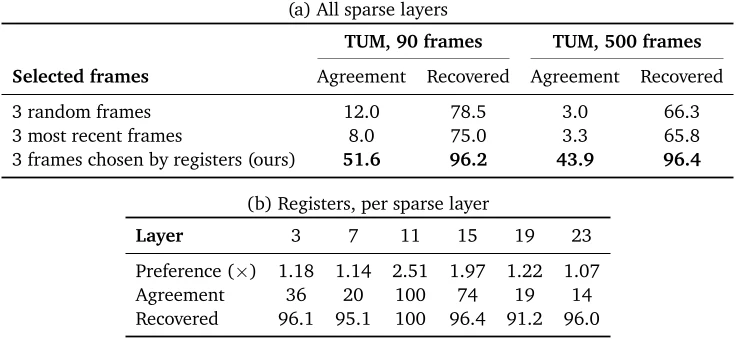 (a) All sparse layers
TUM, 90 frames TUM, 500 frames
Selected frames Agreement Recovered Agreement Recovered
3 random frames 12.0 78.5 3.0 66.3
3 most recent frames 8.0 75.0 3.3 65.8
3 frames chosen by registers (ours) 51.6 96.2 43.9 96.4
(b) Registers, per sparse layer
Layer 3 7 11 15 19 23
Preference (×) 1.18 1.14 2.51 1.97 1.22 1.07
Agreement 36 20 100 74 19 14
Recovered 96.1 95.1 100 96.4 91.2 96.0